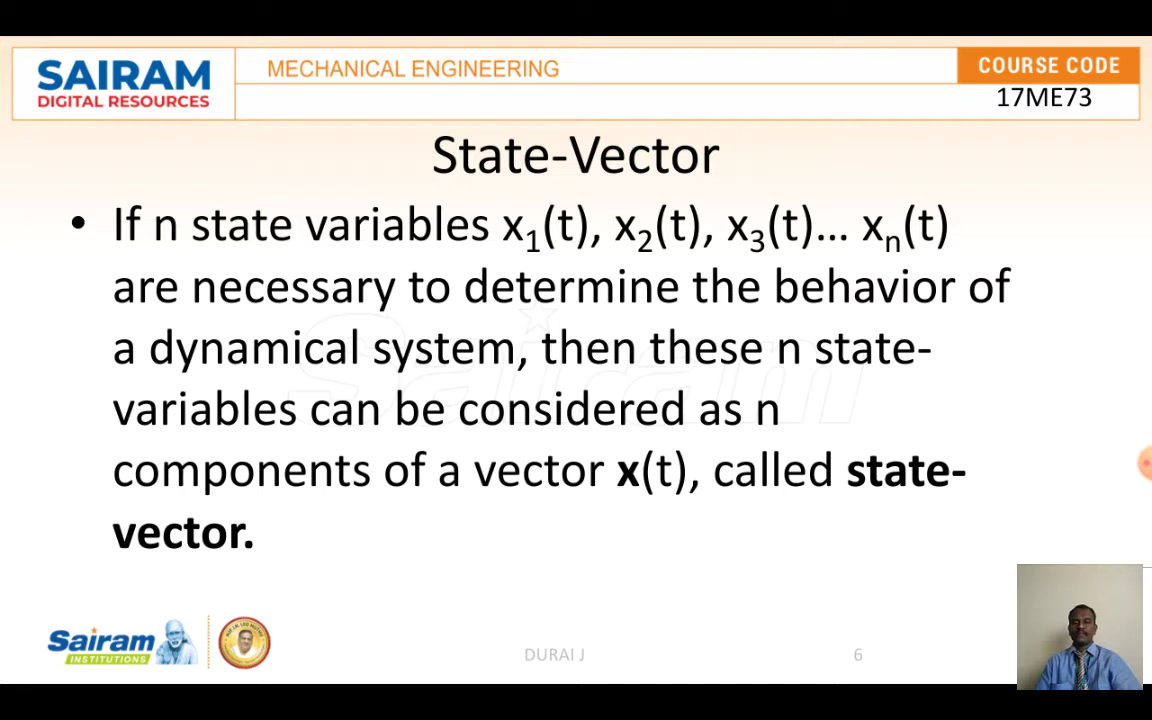 SAIRAM
DIGITAL RESOURCES
MECHANICAL ENGINEERING
COURSE CODE
17ME73
State-Vector
• If n state variables x₁(t), x₂(t), x₃(t)... xₙ(t)
are necessary to determine the behavior of
a dynamical system, then these n state-
variables can be considered as n
components of a vector x(t), called state-
vector.
Sairam
Sairam
INSTITUTIONS
DURAI J
6